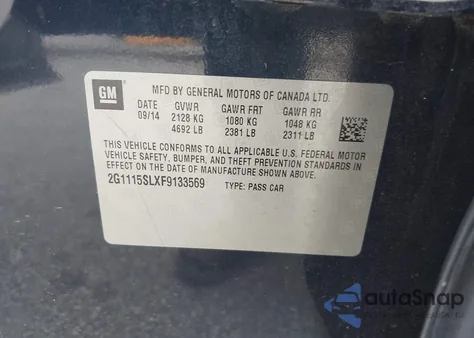 GM
MFD BY GENERAL MOTORS OF CANADA LTD.
DATE GVWR GAWR FRT GAWR RR
09/14 2128 KG 1080 KG 1048 KG
4692 LB 2381 LB 2311 LB
THIS VEHICLE CONFORMS TO ALL APPLICABLE U.S. FEDERAL MOTOR
VEHICLE SAFETY, BUMPER, AND THEFT PREVENTION STANDARDS
IN EFFECT ON THE DATE OF MANUFACTURE SHOWN ABOVE.
2G1115SLXF9133569 TYPE: PASS CAR
autoSnap